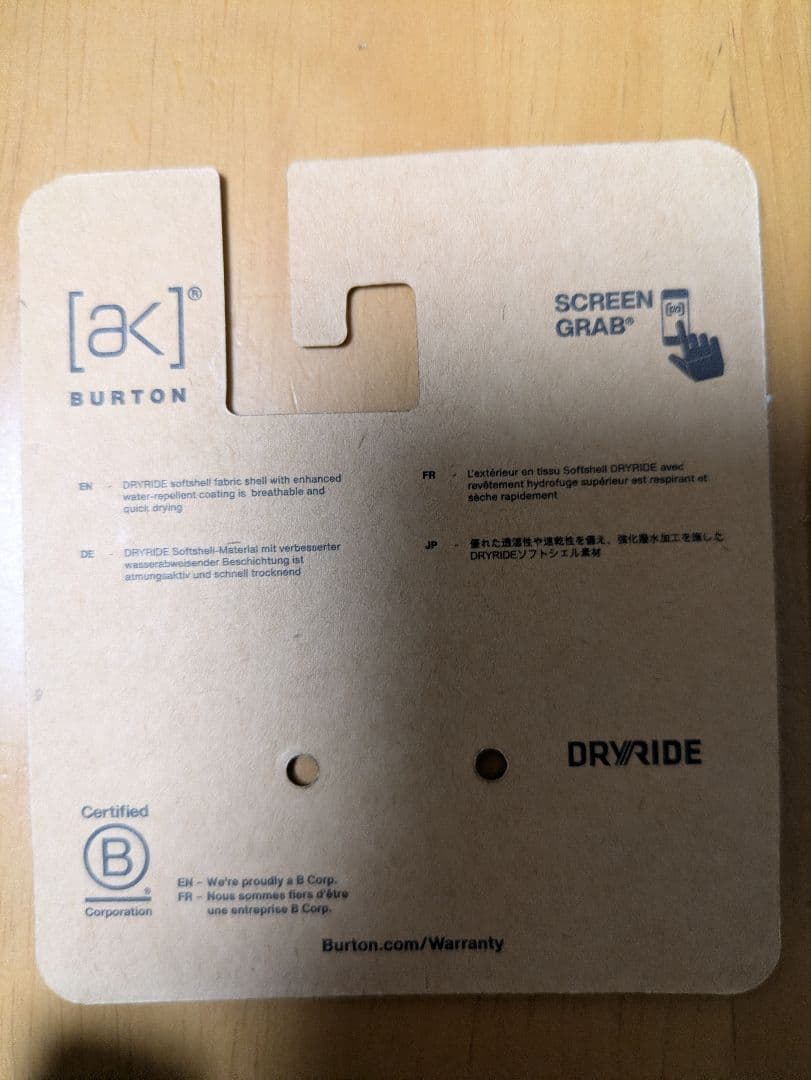 [ak]®
BURTON
SCREEN
GRAB®
[ak]
EN - DRYRIDE softshell fabric shell with enhanced
water-repellent coating is breathable and
quick drying
DE - DRYRIDE Softshell-Material mit verbesserter
wasserabweisender Beschichtung ist
atmungsaktiv und schnell trocknend
FR - L'extérieur en tissu Softshell DRYRIDE avec
revêtement hydrofuge supérieur est respirant et
sèche rapidement
JP - 優れた透湿性や速乾性を備え、強化撥水加工を施した
DRYRIDEソフトシェル素材
DRYRIDE
Certified
B
®
Corporation
EN - We're proudly a B Corp.
FR - Nous sommes fiers d'être
une entreprise B Corp.
Burton.com/Warranty